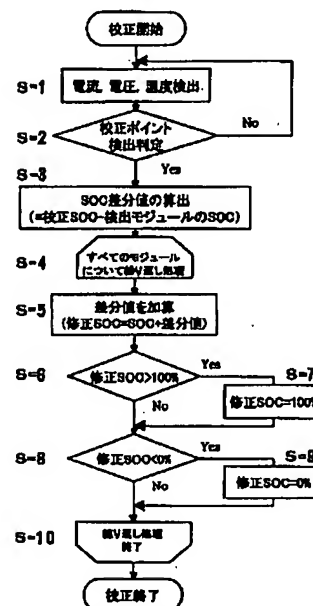 校正開始
S=1
電流, 電圧, 温度検出
S=2
校正ポイント
検出判定
No
Yes
S=3
SOC差分値の算出
(=校正SOC-検出モジュールのSOC)
S=4
すべてのモジュール
について繰り返し処理
S=5
差分値を加算
(修正SOC=SOC+差分値)
S=6
修正SOC>100%
Yes
S=7
修正SOC=100%
No
S=8
修正SOC<0%
Yes
S=9
修正SOC=0%
No
S=10
繰り返し処理
終了
校正終了